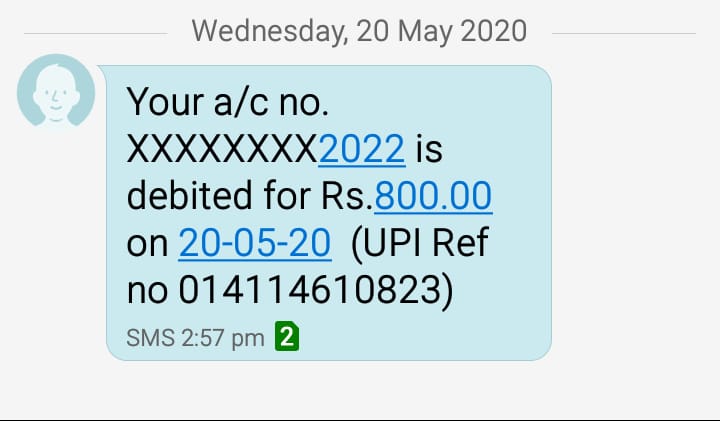 Wednesday, 20 May 2020
Your a/c no.
XXXXXXXX2022 is
debited for Rs.800.00
on 20-05-20 (UPI Ref
no 014114610823)
SMS 2:57 pm 2